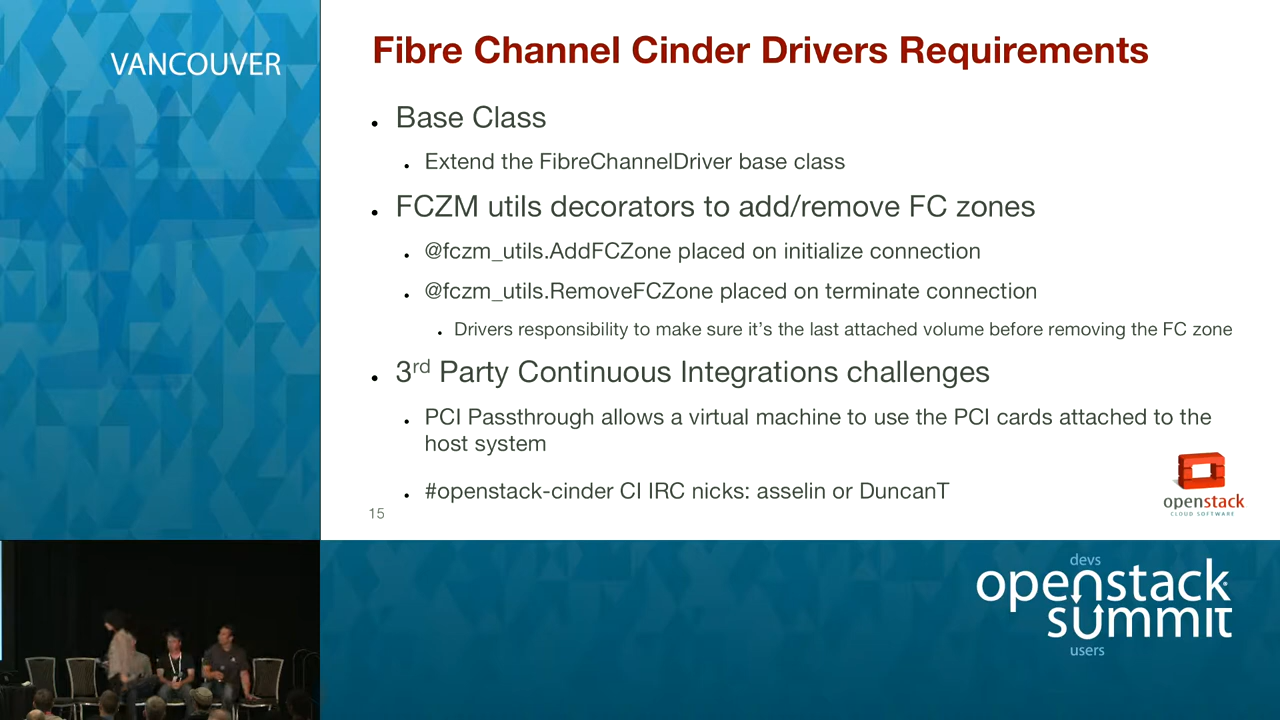 VANCOUVER
Fibre Channel Cinder Drivers Requirements
• Base Class
• Extend the FibreChannelDriver base class
• FCZM utils decorators to add/remove FC zones
• @fczm_utils.AddFCZone placed on initialize connection
• @fczm_utils.RemoveFCZone placed on terminate connection
• Drivers responsibility to make sure it’s the last attached volume before removing the FC zone
• 3rd Party Continuous Integrations challenges
• PCI Passthrough allows a virtual machine to use the PCI cards attached to the
host system
• #openstack-cinder CI IRC nicks: asselin or DuncanT
15
openstack
CLOUD SOFTWARE
devs
openstack
summit
users